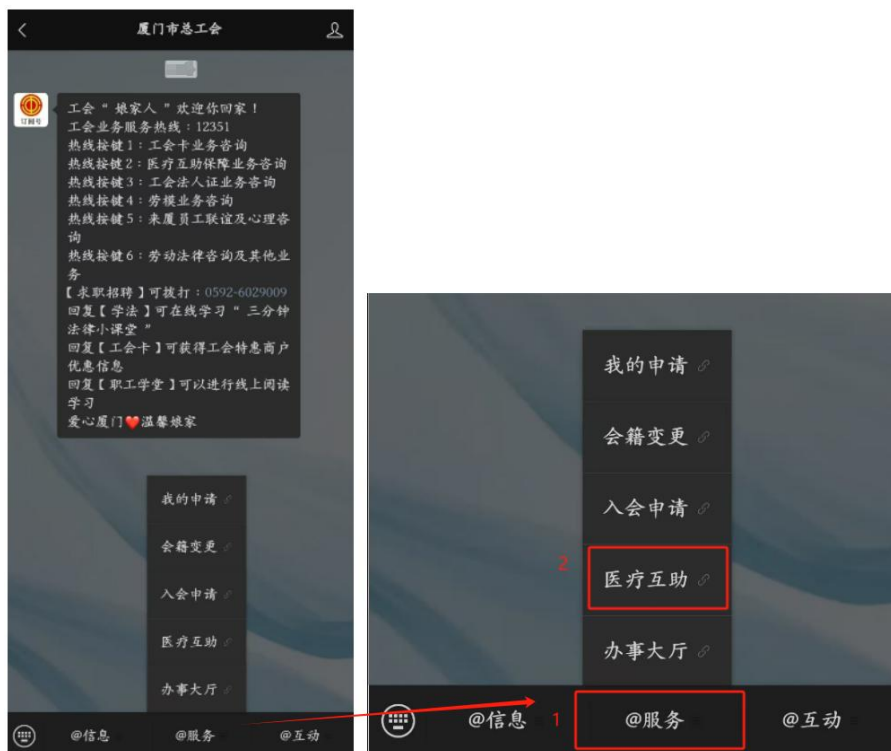 厦门市总工会
订阅号
工会“娘家人”欢迎你回家！
工会业务服务热线：12351
热线按键1：工会卡业务咨询
热线按键2：医疗互助保障业务咨询
热线按键3：工会法人证业务咨询
热线按键4：劳模业务咨询
热线按键5：来厦员工联谊及心理咨
询
热线按键6：劳动法律咨询及其他业
务
【求职招聘】可拨打：0592-6029009
回复【学法】可在线学习“三分钟
法律小课堂”
回复【工会卡】可获得工会特惠商户
优惠信息
回复【职工学堂】可以进行线上阅读
学习
爱心厦门❤️温馨娘家
我的申请
会籍变更
入会申请
医疗互助
办事大厅
@信息
@服务
@互动
我的申请
会籍变更
入会申请
2
医疗互助
办事大厅
@信息
1
@服务
@互动